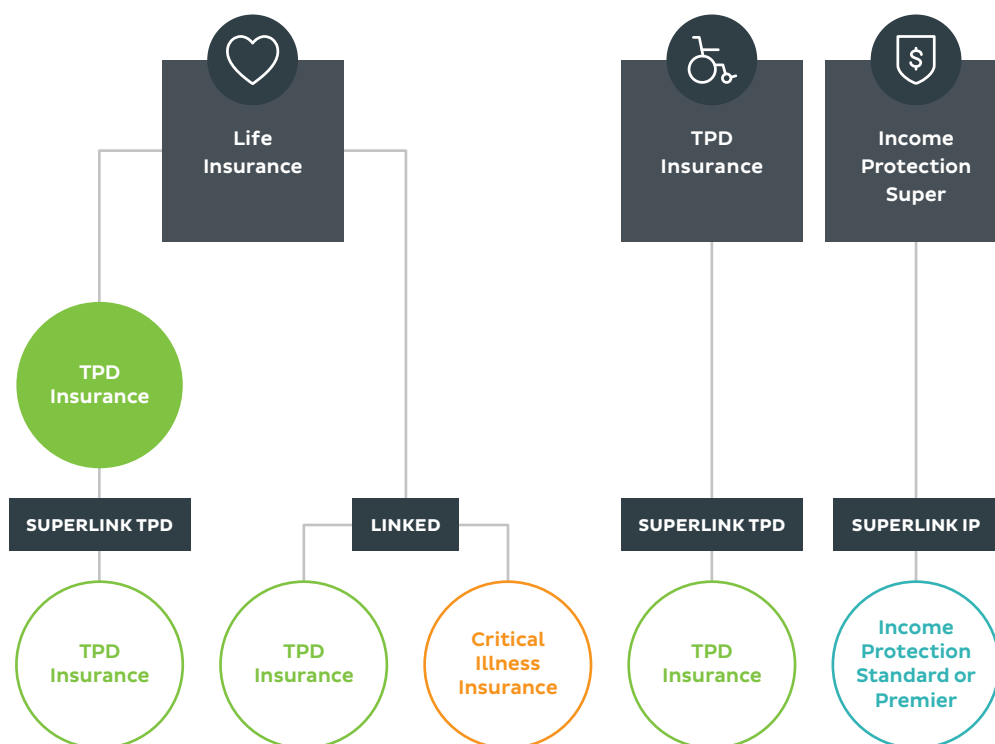 Life
Insurance
TPD
Insurance
Income
Protection
Super
$
TPD
Insurance
SUPERLINK TPD
LINKED
SUPERLINK TPD
SUPERLINK IP
TPD
Insurance
TPD
Insurance
Critical
Illness
Insurance
TPD
Insurance
Income
Protection
Standard or
Premier